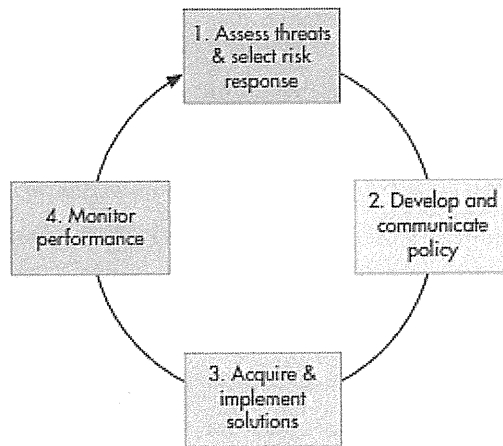 1. Assess threats
& select risk
response
2. Develop and
communicate
policy
3. Acquire &
implement
solutions
4. Monitor
performance